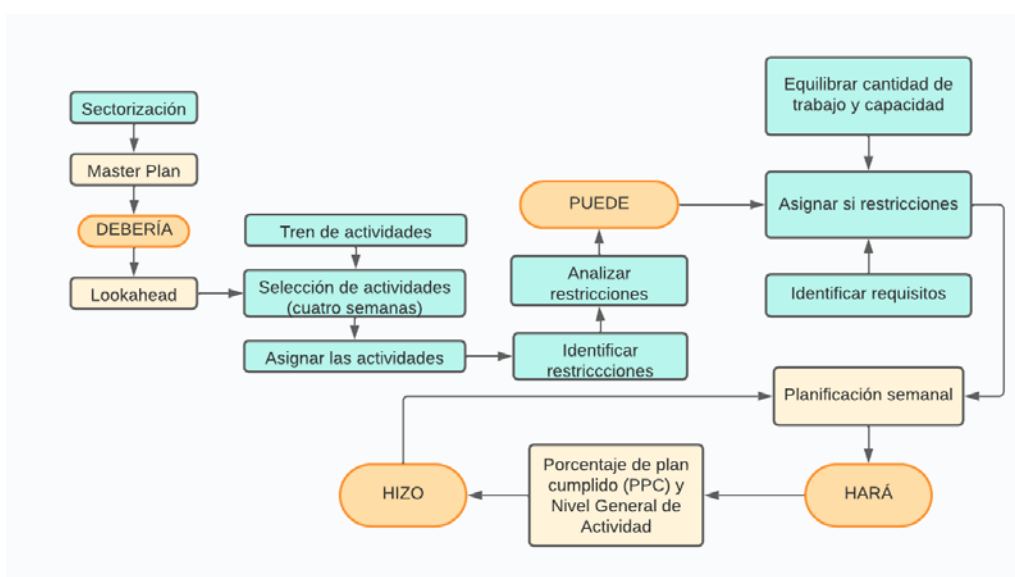 Sectorización
Master Plan
DEBERÍA
Lookahead
Tren de actividades
Selección de actividades
(cuatro semanas)
Asignar las actividades
Identificar
restriccciones
Analizar
restricciones
PUEDE
Equilibrar cantidad de
trabajo y capacidad
Asignar si restricciones
Identificar requisitos
Planificación semanal
HARÁ
Porcentaje de plan
cumplido (PPC) y
Nivel General de
Actividad
HIZO